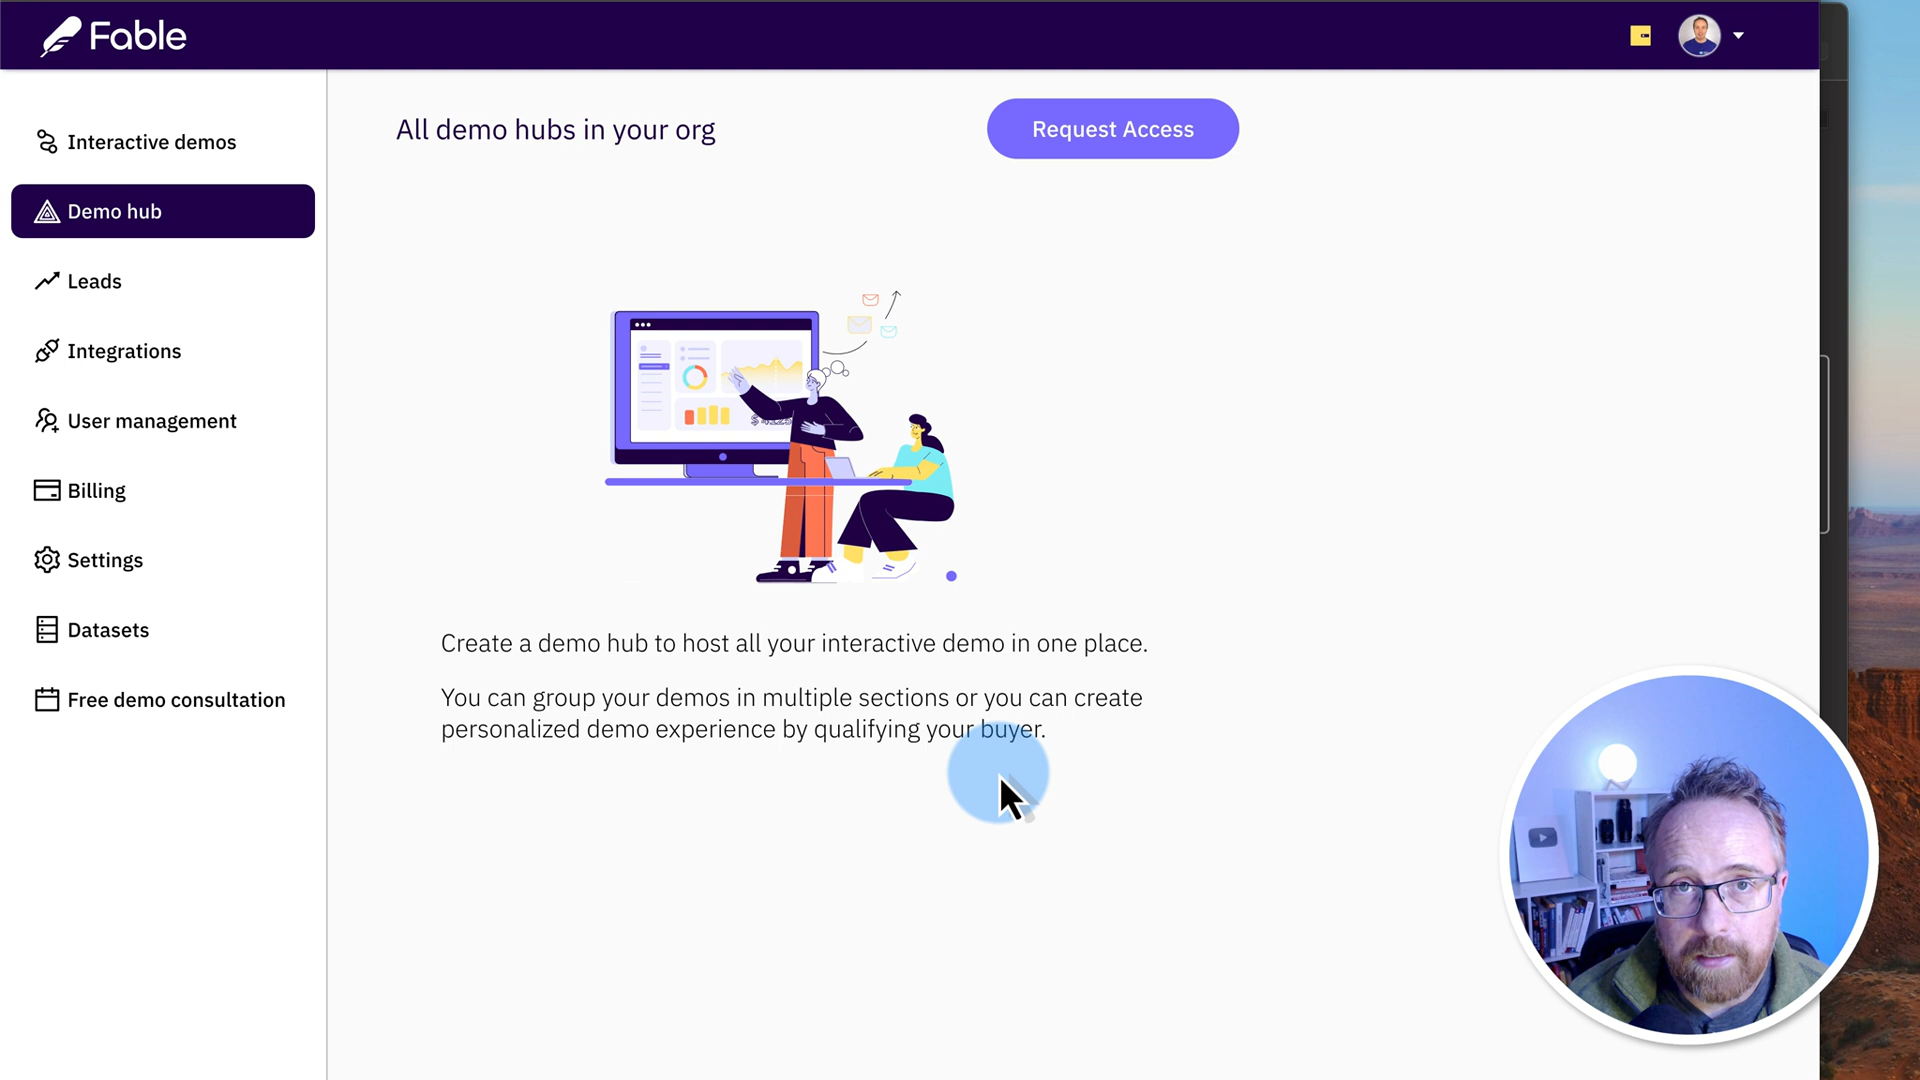 Fable
Interactive demos
Demo hub
Leads
Integrations
User management
Billing
Settings
Datasets
Free demo consultation
All demo hubs in your org
Request Access
Create a demo hub to host all your interactive demo in one place.
You can group your demos in multiple sections or you can create
personalized demo experience by qualifying your buyer.